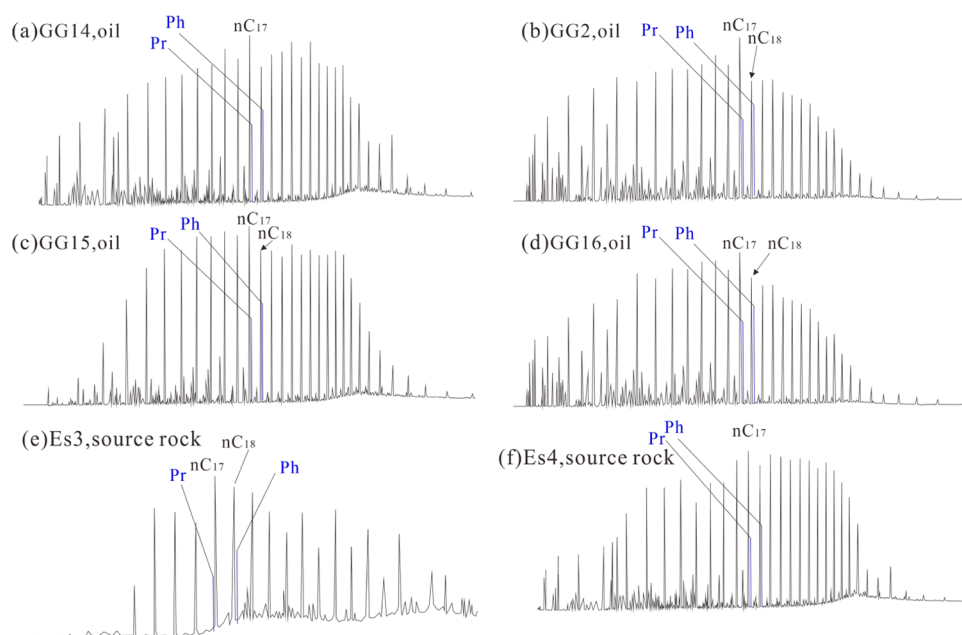 (a)GG14,oil
Ph
Pr
nC17
(b)GG2,oil
Pr
Ph
nC17
nC18
(c)GG15,oil
Pr
Ph
nC17
nC18
(d)GG16,oil
Pr
Ph
nC17
nC18
(e)Es3,source rock
Pr
nC17
nC18
Ph
(f)Es4,source rock
Ph
Pr
nC17